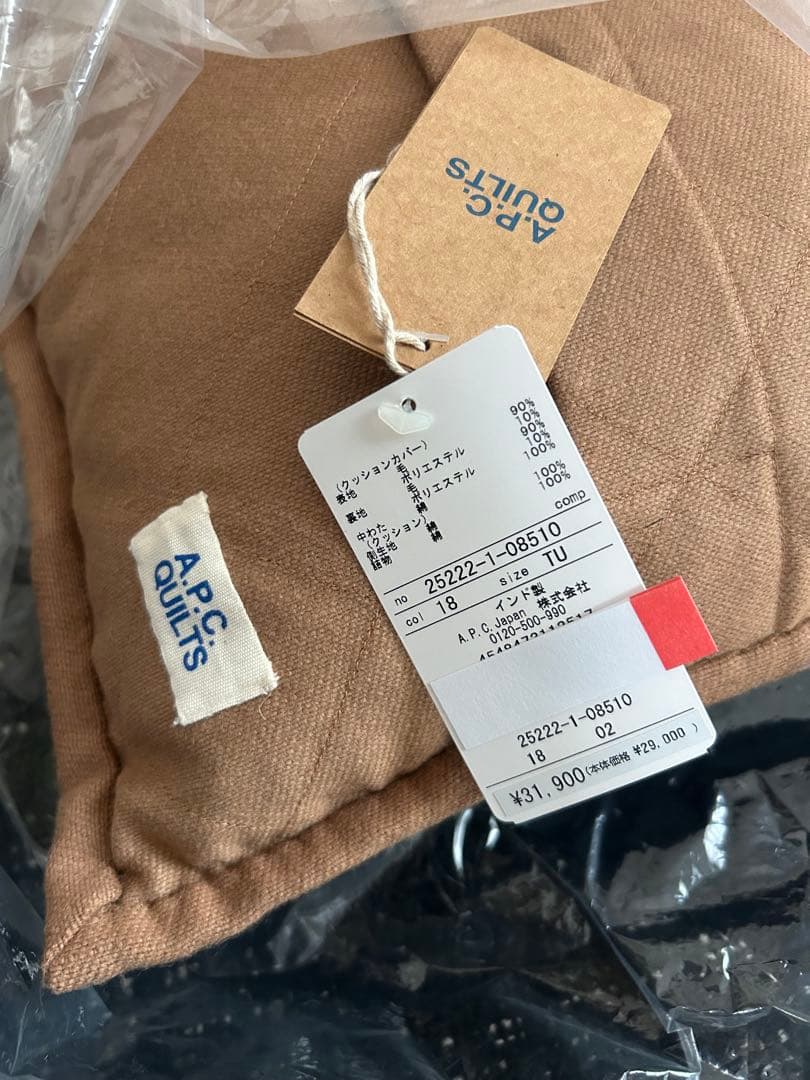 A.P.C.
QUILTS
(クッションカバー)
表地 毛 90%
ポリエステル 10%
裏地 毛 90%
ポリエステル 10%
中わた 綿 100%
(クッション)
側生地 綿 100%
詰物 綿 100%
comp
no 25222-1-08510
col 18 size TU
インド製
A.P.C.Japan 株式会社
0120-500-990
25222-1-08510
18 02
¥31,900(本体価格 ¥29,000)
A.P.C.
QUILTS